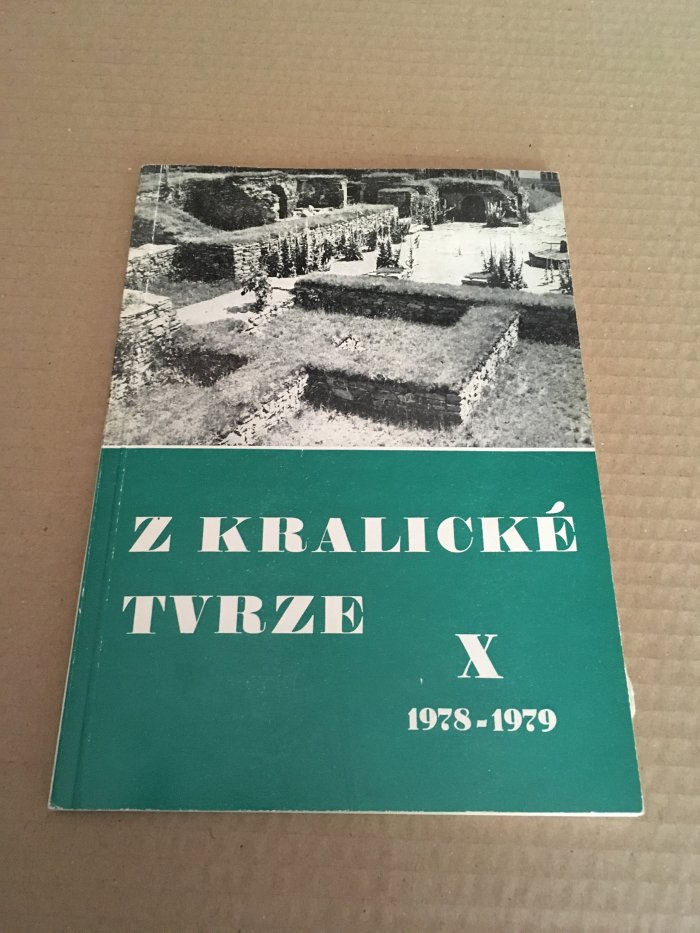 Z KRALICKÉ
TVRZE
X
1978-1979